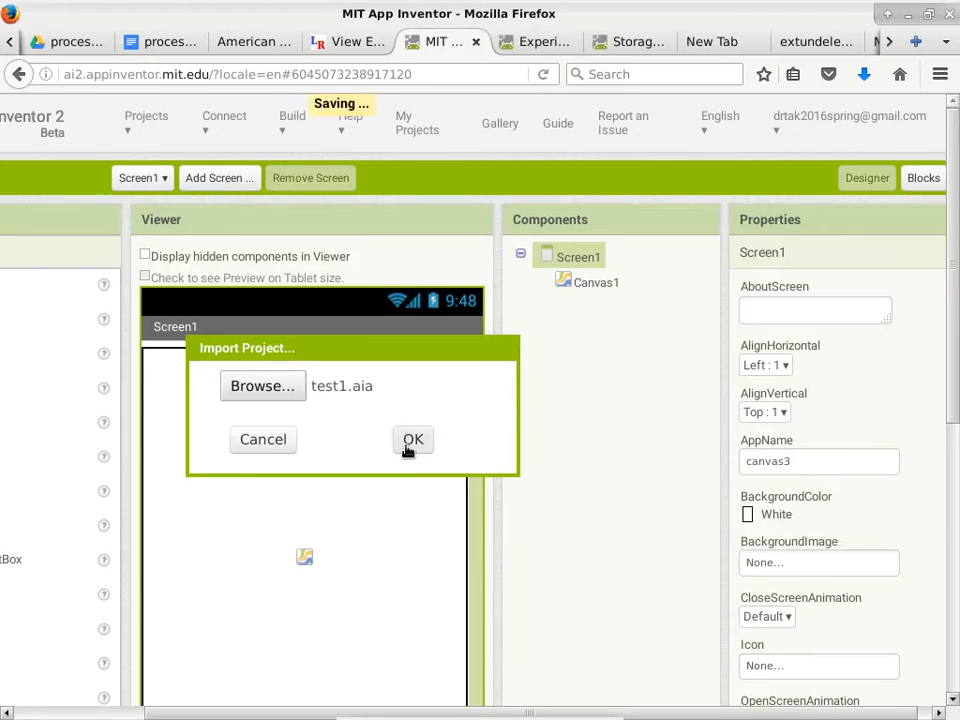 MIT App Inventor - Mozilla Firefox
proces...
proces...
American ...
LR View E...
MIT ...
Experi...
Storag...
New Tab
extundele...
ai2.appinventor.mit.edu/?locale=en#6045073238917120
Search
Saving ...
nventor 2
Beta
Projects
Connect
Build
Help
My Projects
Gallery
Guide
Report an Issue
English
drtak2016spring@gmail.com
Screen1
Add Screen ...
Remove Screen
Designer
Blocks
Viewer
Components
Properties
Display hidden components in Viewer
Check to see Preview on Tablet size.
9:48
Screen1
Import Project...
Browse...
test1.aia
Cancel
OK
tBox
Screen1
Canvas1
Screen1
AboutScreen
AlignHorizontal
Left : 1
AlignVertical
Top : 1
AppName
canvas3
BackgroundColor
White
BackgroundImage
None...
CloseScreenAnimation
Default
Icon
None...
OpenScreenAnimation